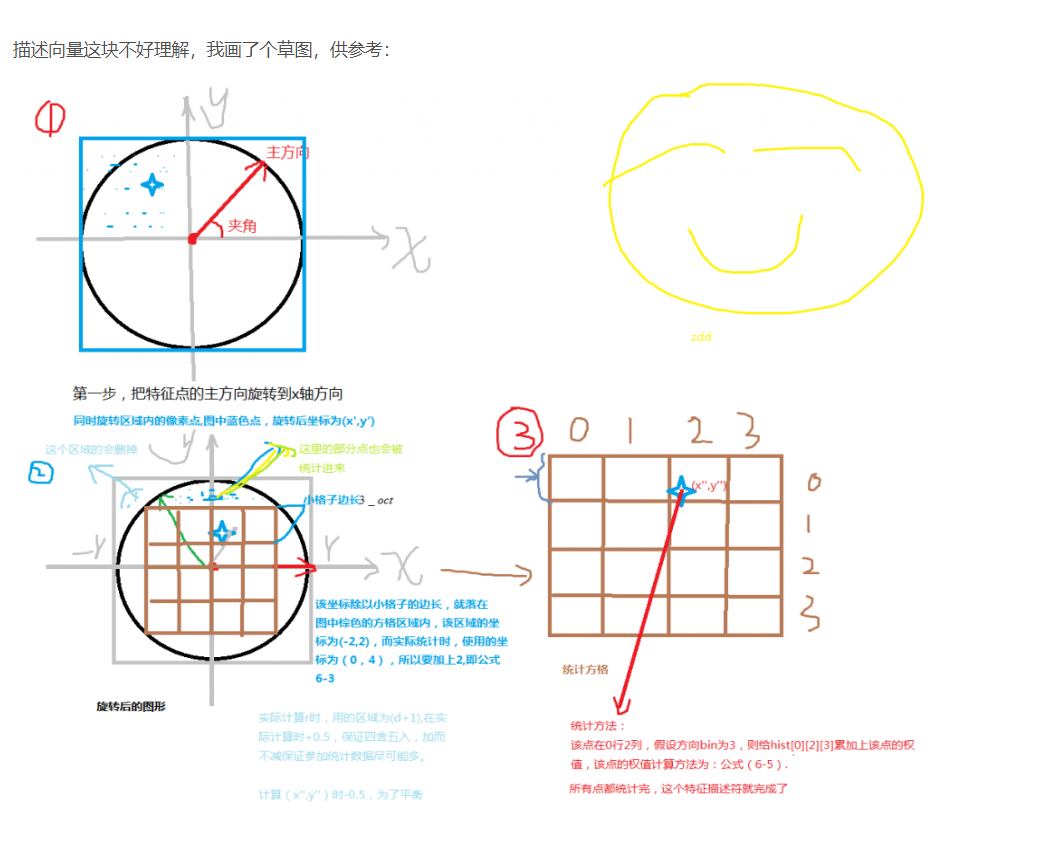 描述向量这块不好理解，我画了个草图，供参考：
1
y
主方向
夹角
x
zdd
第一步，把特征点的主方向旋转到x轴方向
同时旋转区域内的像素点,图中蓝色点，旋转后坐标为(x',y')
2
这个区域的会删掉
y
这里的部分点也会被
统计进来
小格子边长3_oct
-r
r
x
该坐标除以小格子的边长，就落在
图中棕色的方格区域内，该区域的坐
标为(-2,2)，而实际统计时，使用的坐
标为（0，4），所以要加上2,即公式
6-3
旋转后的图形
实际计算r时，用的区域为(d+1),在实
际计算时+0.5，保证四舍五入，加而
不减保证参加统计数据尽可能多。
计算（x'',y''）时-0.5，为了平衡
3
0 1 2 3
(x'',y'')
0
1
2
3
统计方格
统计方法：
该点在0行2列，假设方向bin为3，则给hist[0][2][3]累加上该点的权
值，该点的权值计算方法为：公式（6-5）.
所有点都统计完，这个特征描述符就完成了